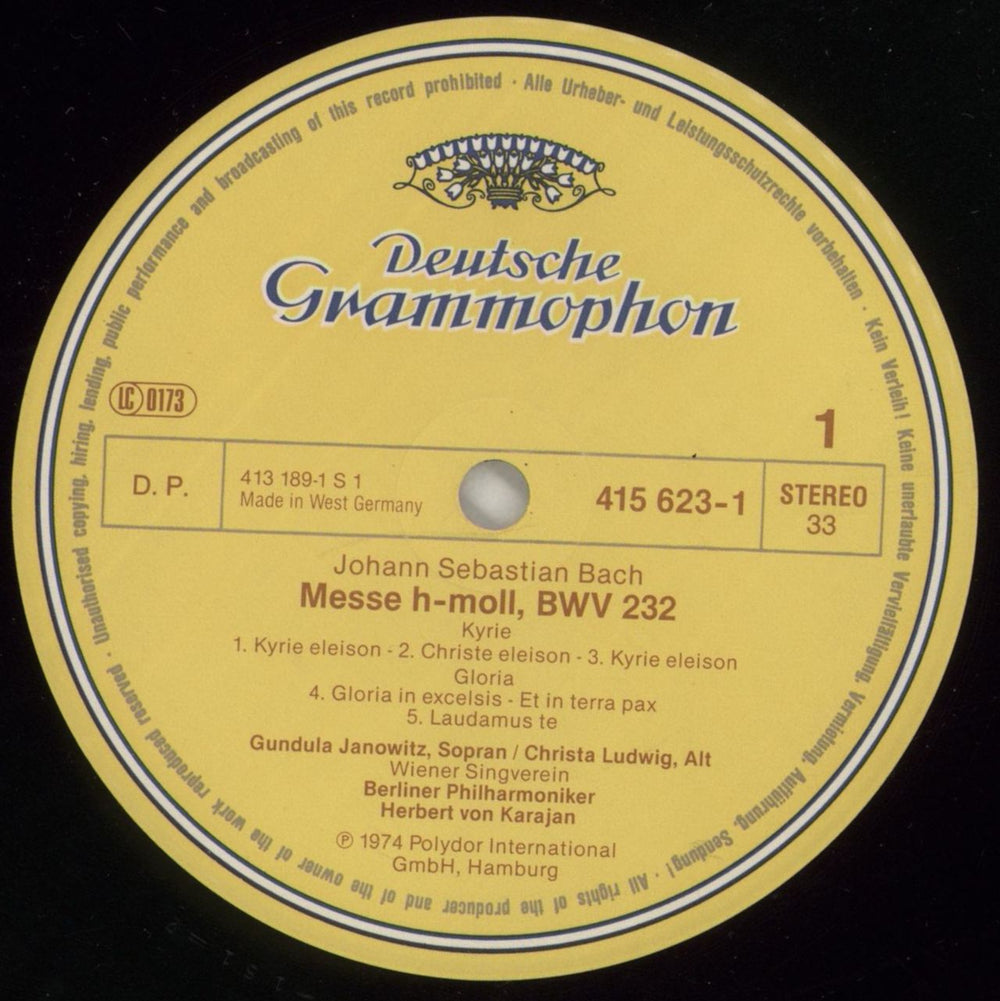 Alle Urheber- und Leistungsschutzrechte vorbehalten · Kein Verleih! Keine unerlaubte Vervielfältigung, Vermietung, Aufführung, Sendung! · All rights of the producer and of the owner of the work reproduced reserved · Unauthorised copying, hiring, lending, public performance and broadcasting of this record prohibited ·
Deutsche
Grammophon
LC 0173
1
D. P.
413 189-1 S 1
Made in West Germany
415 623-1
STEREO
33
Johann Sebastian Bach
Messe h-moll, BWV 232
Kyrie
1. Kyrie eleison - 2. Christe eleison - 3. Kyrie eleison
Gloria
4. Gloria in excelsis - Et in terra pax
5. Laudamus te
Gundula Janowitz, Sopran / Christa Ludwig, Alt
Wiener Singverein
Berliner Philharmoniker
Herbert von Karajan
Ⓟ 1974 Polydor International
GmbH, Hamburg